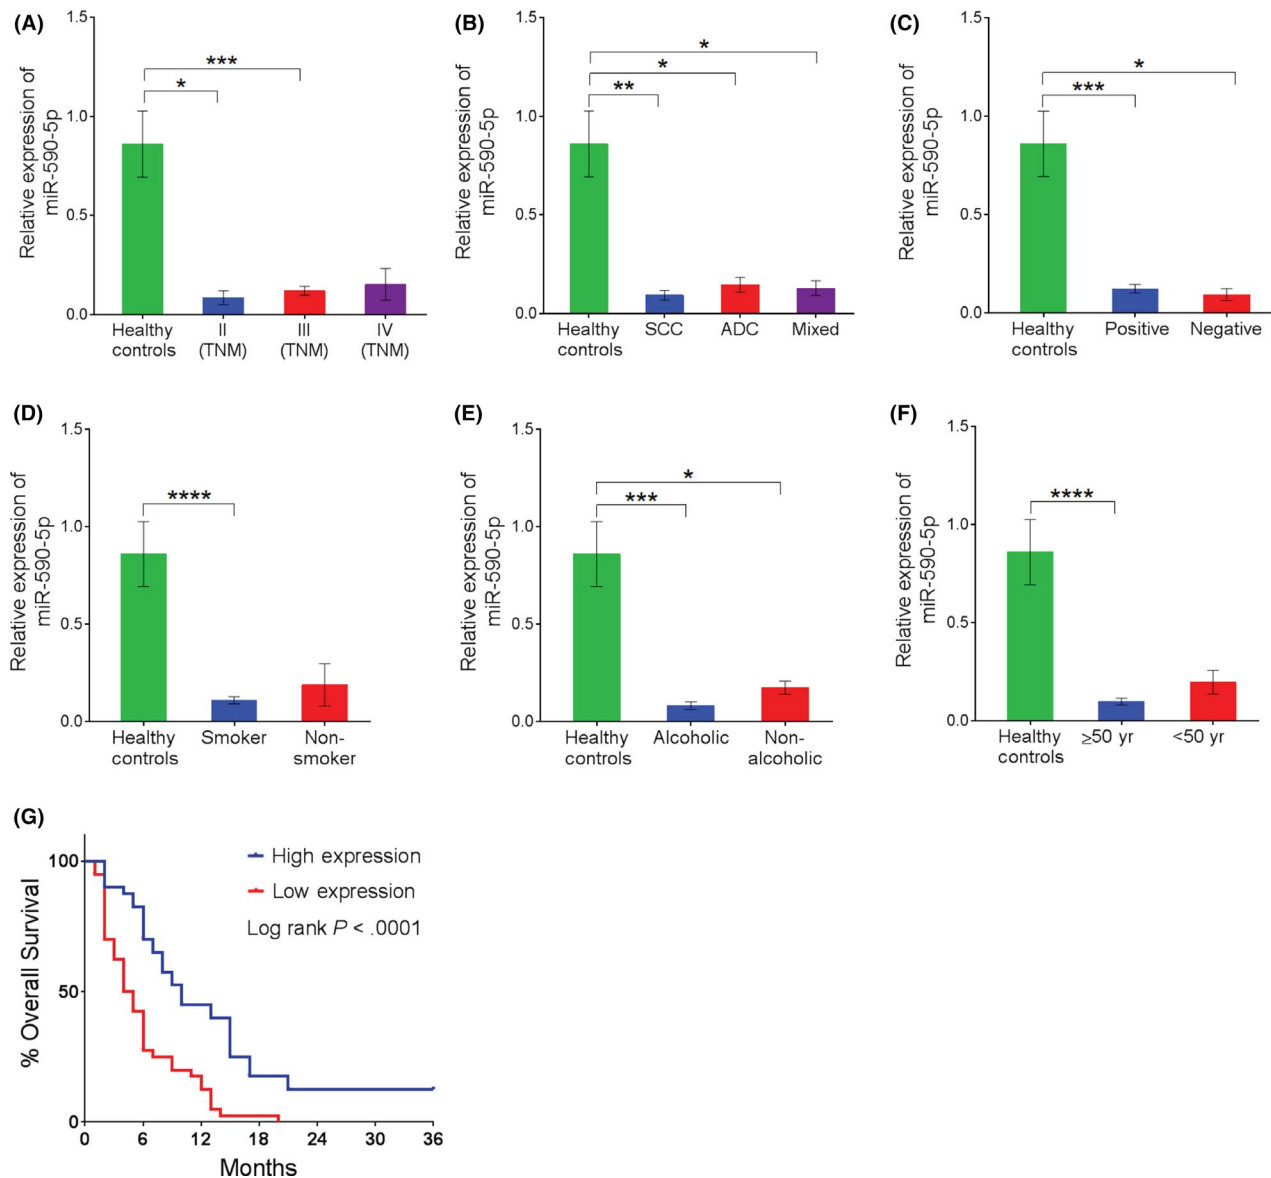 (A)
1.5
1.0
0.5
0.0
Relative expression of
miR-590-5p
***
*
Healthy
controls
II
(TNM)
III
(TNM)
IV
(TNM)
(B)
1.5
1.0
0.5
0.0
Relative expression of
miR-590-5p
*
*
**
Healthy
controls
SCC
ADC
Mixed
(C)
1.5
1.0
0.5
0.0
Relative expression of
miR-590-5p
*
***
Healthy
controls
Positive
Negative
(D)
1.5
1.0
0.5
0.0
Relative expression of
miR-590-5p
****
Healthy
controls
Smoker
Non-
smoker
(E)
1.5
1.0
0.5
0.0
Relative expression of
miR-590-5p
*
***
Healthy
controls
Alcoholic
Non-
alcoholic
(F)
1.5
1.0
0.5
0.0
Relative expression of
miR-590-5p
****
Healthy
controls
≥50 yr
<50 yr
(G)
100
50
0
% Overall Survival
High expression
Low expression
Log rank P < .0001
0 6 12 18 24 30 36
Months